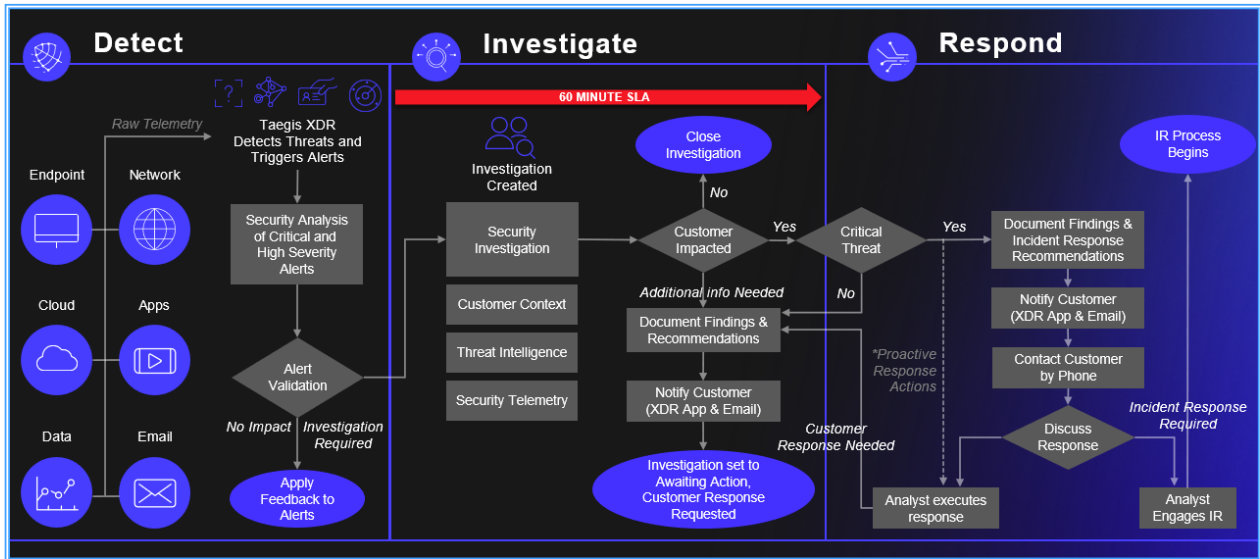 Detect
Investigate
Respond
60 MINUTE SLA
Raw Telemetry
Taegis XDR
Detects Threats and
Triggers Alerts
Endpoint
Network
Cloud
Apps
Data
Email
Security Analysis
of Critical and
High Severity
Alerts
Alert
Validation
No Impact
Investigation
Required
Apply
Feedback to
Alerts
Investigation
Created
Security
Investigation
Customer Context
Threat Intelligence
Security Telemetry
Close
Investigation
No
Customer
Impacted
Yes
Additional info Needed
Document Findings &
Recommendations
Notify Customer
(XDR App & Email)
Investigation set to
Awaiting Action,
Customer Response
Requested
Critical
Threat
Yes
No
*Proactive
Response
Actions
Customer
Response Needed
Document Findings &
Incident Response
Recommendations
Notify Customer
(XDR App & Email)
Contact Customer
by Phone
Discuss
Response
Analyst executes
response
Incident Response
Required
Analyst
Engages IR
IR Process
Begins
?